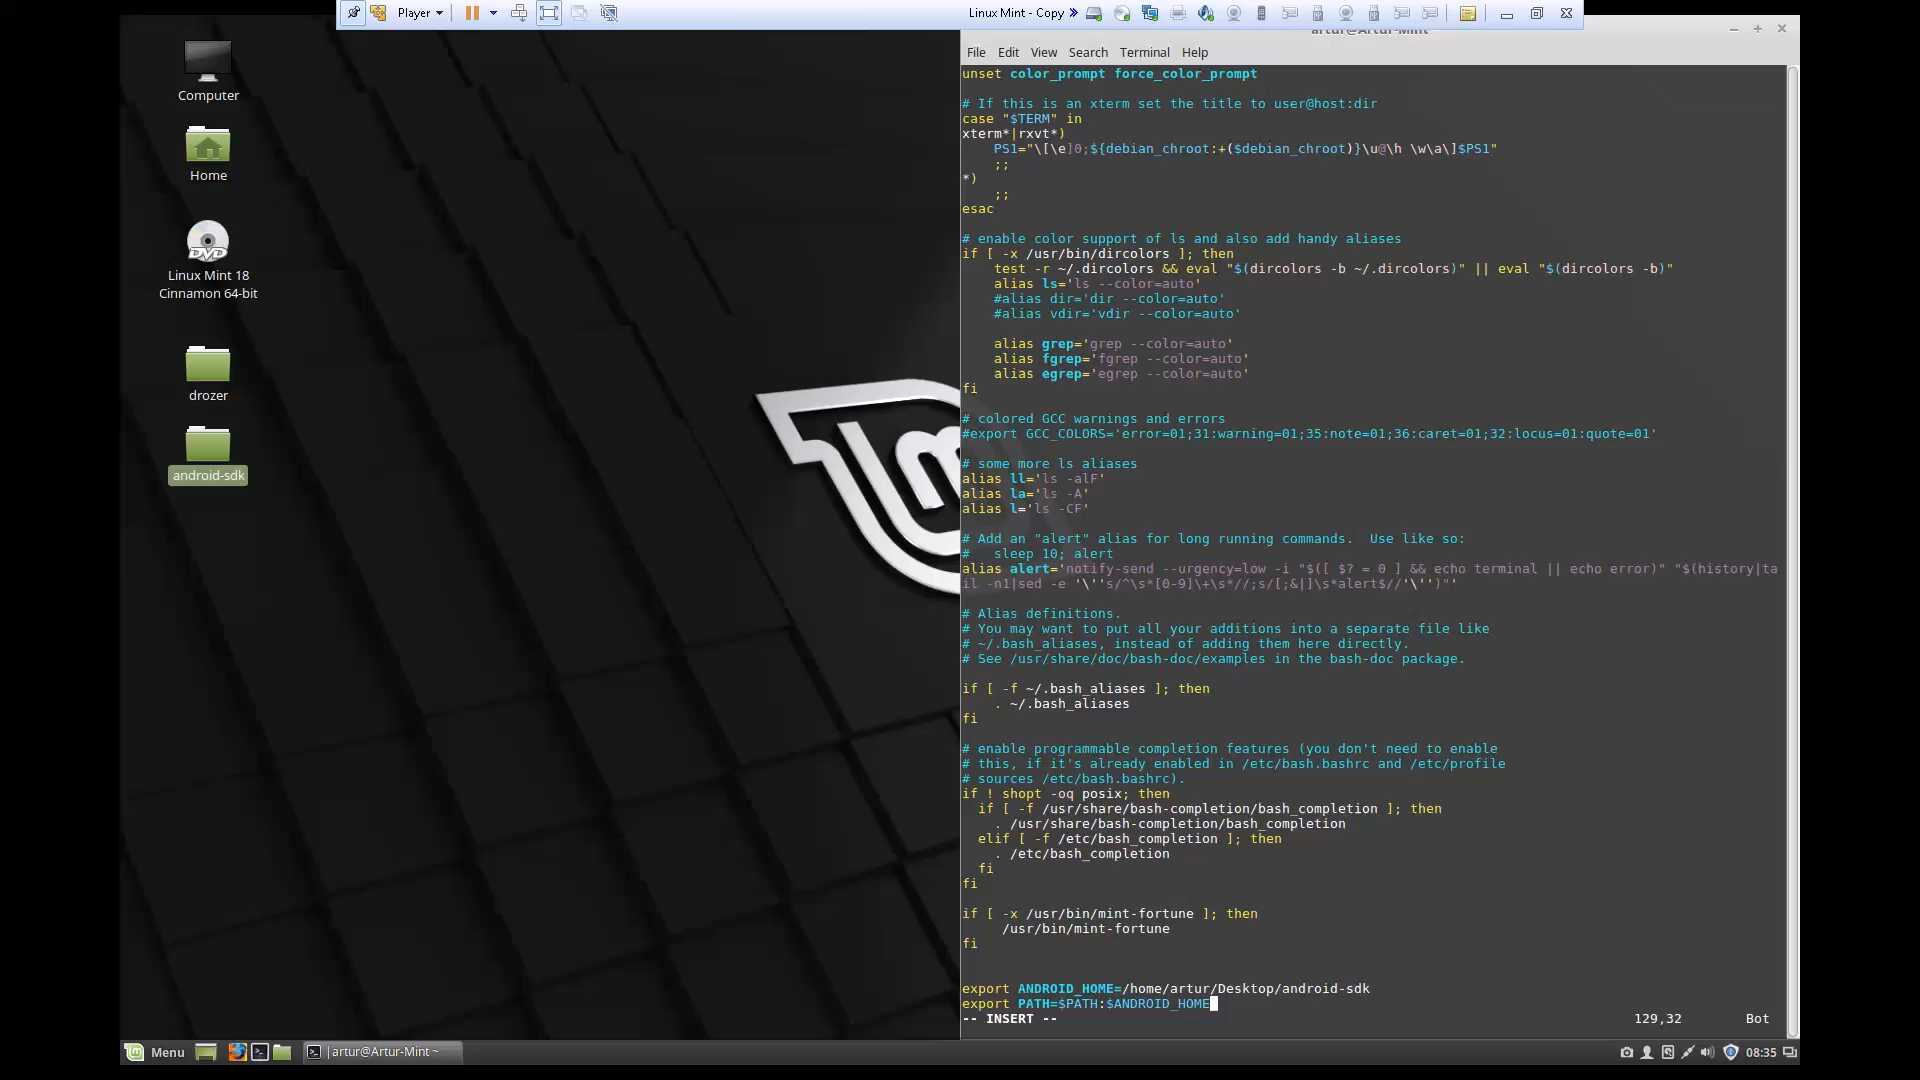 Player
Linux Mint - Copy
artur@Artur-Mint
File Edit View Search Terminal Help
Computer
Home
DVD
Linux Mint 18
Cinnamon 64-bit
drozer
android-sdk
unset color_prompt force_color_prompt
# If this is an xterm set the title to user@host:dir
case "$TERM" in
xterm*|rxvt*)
PS1="\[\e]0;${debian_chroot:+($debian_chroot)}\u@\h \w\a\]$PS1"
;;
*)
;;
esac
# enable color support of ls and also add handy aliases
if [ -x /usr/bin/dircolors ]; then
test -r ~/.dircolors && eval "$(dircolors -b ~/.dircolors)" || eval "$(dircolors -b)"
alias ls='ls --color=auto'
#alias dir='dir --color=auto'
#alias vdir='vdir --color=auto'
alias grep='grep --color=auto'
alias fgrep='fgrep --color=auto'
alias egrep='egrep --color=auto'
fi
# colored GCC warnings and errors
#export GCC_COLORS='error=01;31:warning=01;35:note=01;36:caret=01;32:locus=01:quote=01'
# some more ls aliases
alias ll='ls -alF'
alias la='ls -A'
alias l='ls -CF'
# Add an "alert" alias for long running commands.  Use like so:
#   sleep 10; alert
alias alert='notify-send --urgency=low -i "$([ $? = 0 ] && echo terminal || echo error)" "$(history|ta
il -n1|sed -e '\''s/^\s*[0-9]\+\s*//;s/[;&|]\s*alert$//'\'')"'
# Alias definitions.
# You may want to put all your additions into a separate file like
# ~/.bash_aliases, instead of adding them here directly.
# See /usr/share/doc/bash-doc/examples in the bash-doc package.
if [ -f ~/.bash_aliases ]; then
. ~/.bash_aliases
fi
# enable programmable completion features (you don't need to enable
# this, if it's already enabled in /etc/bash.bashrc and /etc/profile
# sources /etc/bash.bashrc).
if ! shopt -oq posix; then
if [ -f /usr/share/bash-completion/bash_completion ]; then
. /usr/share/bash-completion/bash_completion
elif [ -f /etc/bash_completion ]; then
. /etc/bash_completion
fi
fi
if [ -x /usr/bin/mint-fortune ]; then
/usr/bin/mint-fortune
fi
export ANDROID_HOME=/home/artur/Desktop/android-sdk
export PATH=$PATH:$ANDROID_HOME
-- INSERT -- 129,32 Bot
Menu
artur@Artur-Mint ~
08:35